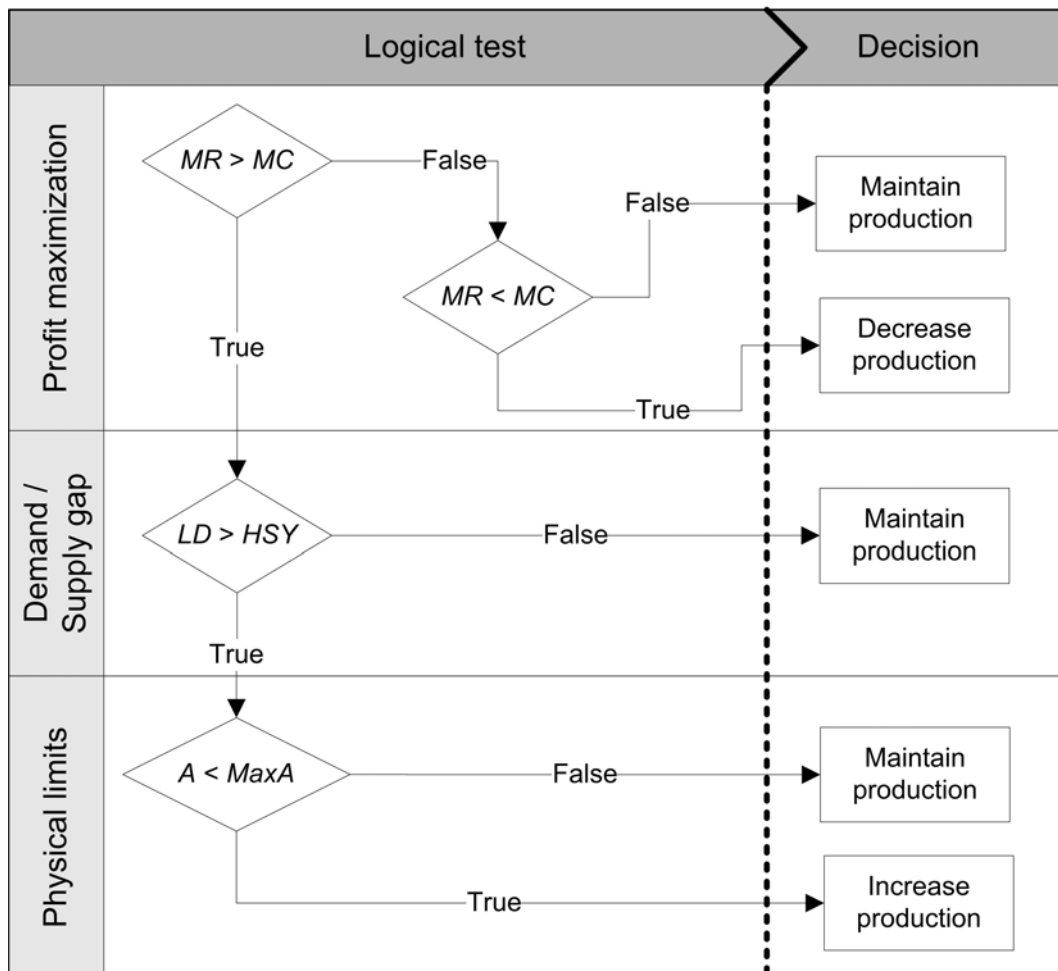 Logical test
Decision
Profit maximization
MR > MC
False
False
Maintain
production
MR < MC
True
Decrease
production
True
Demand /
Supply gap
LD > HSY
False
Maintain
production
True
Physical limits
A < MaxA
False
Maintain
production
True
Increase
production